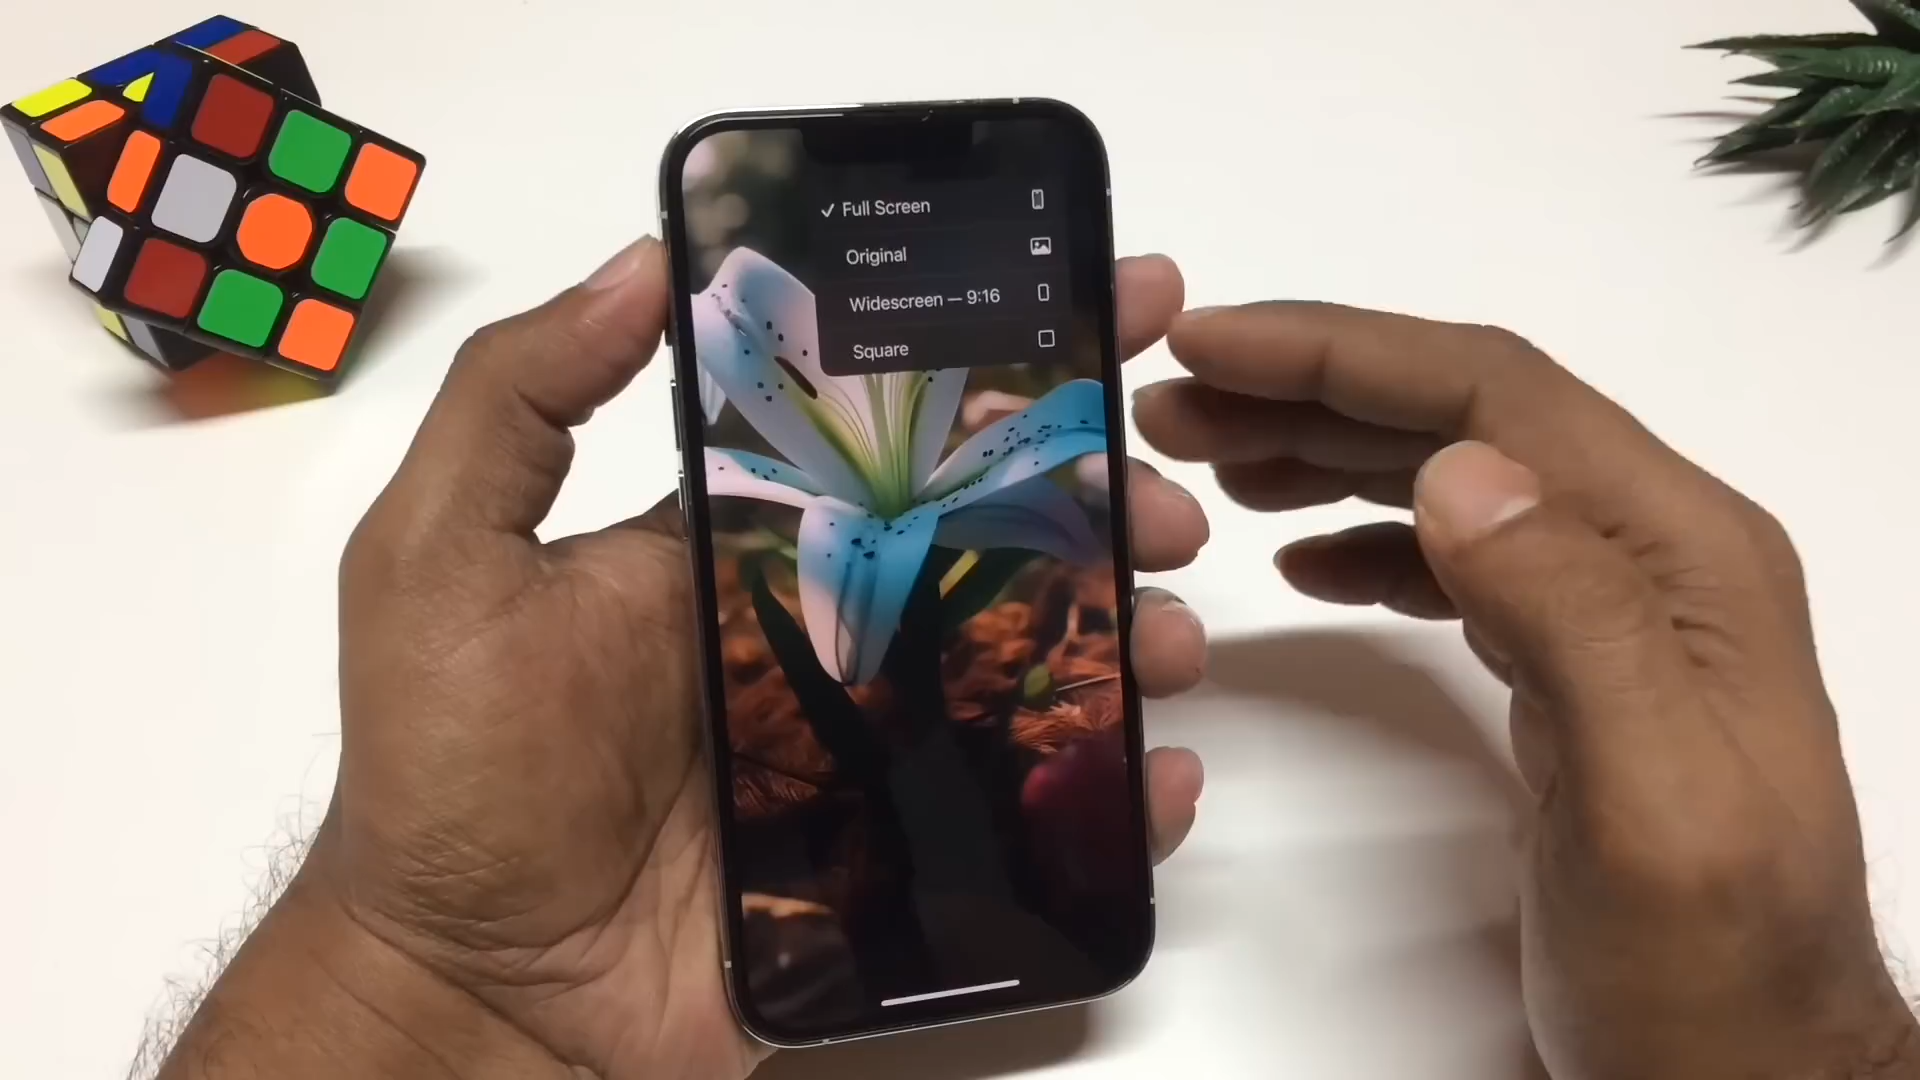 ✓ Full Screen
Original
Widescreen — 9:16
Square